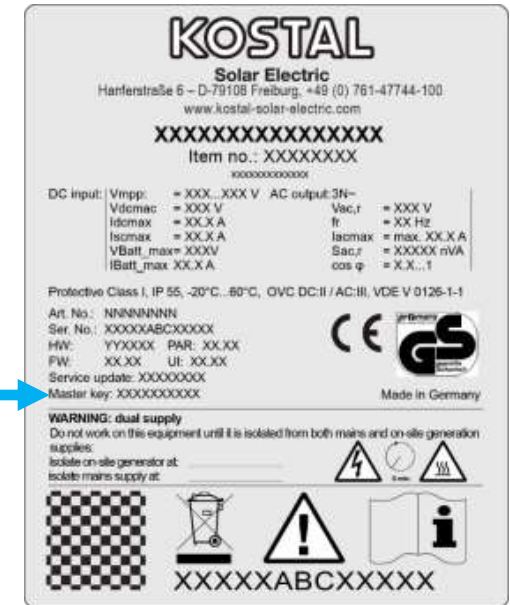 KOSTAL
Solar Electric
Hanferstraße 6 – D-79108 Freiburg, +49 (0) 761-47744-100
www.kostal-solar-electric.com
XXXXXXXXXXXXXXXX
Item no.: XXXXXXXX
xxxxxxxxxxxxx
DC input: Vmpp: = XXX...XXX V AC output: 3N~
Vdcmac = XXX V Vac,r = XXX V
Idcmax = XX.X A fr = XX Hz
Iscmax = XX.X A Iacmax = max. XX.X A
VBatt_max= XXXV Sac,r = XXXXX nVA
IBatt_max XX.X A cos φ = X.X...1
Protective Class I, IP 55, -20°C...60°C, OVC DC:II / AC:III, VDE V 0126-1-1
Art. No.: NNNNNNNN
Ser. No.: XXXXXABCXXXXX
HW: YYXXXX PAR: XX.XX
FW: XX.XX UI: XX.XX
Service update: XXXXXXXX
Master key: XXXXXXXXXX
CE
GS
Made in Germany
WARNING: dual supply
Do not work on this equipment until it is isolated from both mains and on-site generation
supplies:
Isolate on-site generator at:
Isolate mains supply at:
5 min
i
XXXXXABCXXXXX